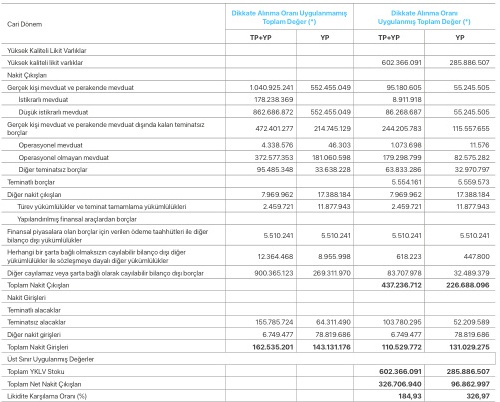 Cari Dönem
Dikkate Alınma Oranı Uygulanmamış
Toplam Değer (*)
Dikkate Alınma Oranı
Uygulanmış Toplam Değer (*)
TP+YP YP TP+YP YP
Yüksek Kaliteli Likit Varlıklar
Yüksek kaliteli likit varlıklar 602.366.091 285.886.507
Nakit Çıkışları
Gerçek kişi mevduat ve perakende mevduat 1.040.925.241 552.455.049 95.180.605 55.245.505
İstikrarlı mevduat 178.238.369 8.911.918
Düşük istikrarlı mevduat 862.686.872 552.455.049 86.268.687 55.245.505
Gerçek kişi mevduat ve perakende mevduat dışında kalan teminatsız
borçlar 472.401.277 214.745.129 244.205.783 115.557.655
Operasyonel mevduat 4.338.576 46.303 1.073.698 11.576
Operasyonel olmayan mevduat 372.577.353 181.060.598 179.298.799 82.575.282
Diğer teminatsız borçlar 95.485.348 33.638.228 63.833.286 32.970.797
Teminatlı borçlar 5.554.161 5.559.573
Diğer nakit çıkışları 7.969.962 17.388.184 7.969.962 17.388.184
Türev yükümlülükler ve teminat tamamlama yükümlülükleri 2.459.721 11.877.943 2.459.721 11.877.943
Yapılandırılmış finansal araçlardan borçlar
Finansal piyasalara olan borçlar için verilen ödeme taahhütleri ile diğer
bilanço dışı yükümlülükler 5.510.241 5.510.241 5.510.241 5.510.241
Herhangi bir şarta bağlı olmaksızın cayılabilir bilanço dışı diğer
yükümlülükler ile sözleşmeye dayalı diğer yükümlülükler 12.364.468 8.955.998 618.223 447.800
Diğer cayılamaz veya şarta bağlı olarak cayılabilir bilanço dışı borçlar 900.365.123 269.311.970 83.707.978 32.489.379
Toplam Nakit Çıkışları 437.236.712 226.688.096
Nakit Girişleri
Teminatlı alacaklar
Teminatsız alacaklar 155.785.724 64.311.490 103.780.295 52.209.589
Diğer nakit girişleri 6.749.477 78.819.686 6.749.477 78.819.686
Toplam Nakit Girişleri 162.535.201 143.131.176 110.529.772 131.029.275
Üst Sınır Uygulanmış Değerler
Toplam YKLV Stoku 602.366.091 285.886.507
Toplam Net Nakit Çıkışları 326.706.940 96.862.997
Likidite Karşılama Oranı (%) 184,93 326,97